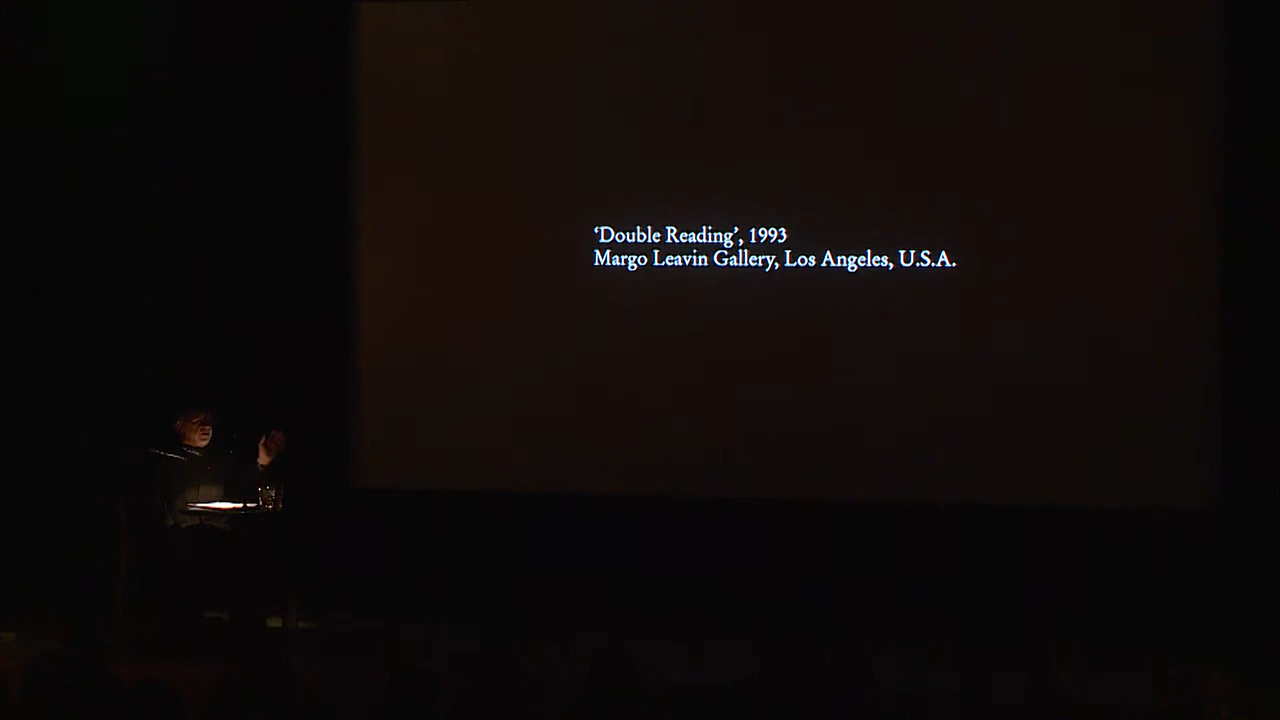 ‘Double Reading’, 1993
Margo Leavin Gallery, Los Angeles, U.S.A.